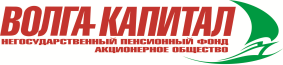 ВОЛГА-КАПИТАЛ
НЕГОСУДАРСТВЕННЫЙ ПЕНСИОННЫЙ ФОНД
АКЦИОНЕРНОЕ ОБЩЕСТВО